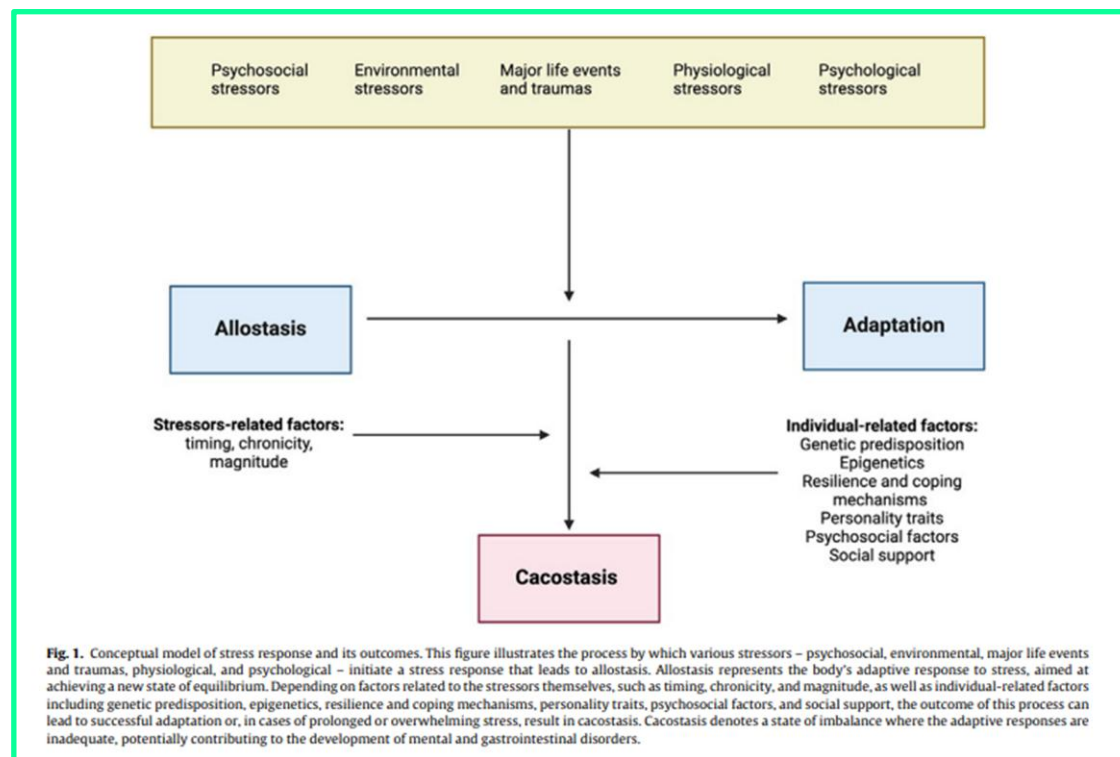 Psychosocial stressors
Environmental stressors
Major life events and traumas
Physiological stressors
Psychological stressors
Allostasis
Adaptation
Stressors-related factors:
timing, chronicity,
magnitude
Individual-related factors:
Genetic predisposition
Epigenetics
Resilience and coping
mechanisms
Personality traits
Psychosocial factors
Social support
Cacostasis
Fig. 1. Conceptual model of stress response and its outcomes. This figure illustrates the process by which various stressors – psychosocial, environmental, major life events
and traumas, physiological, and psychological – initiate a stress response that leads to allostasis. Allostasis represents the body's adaptive response to stress, aimed at
achieving a new state of equilibrium. Depending on factors related to the stressors themselves, such as timing, chronicity, and magnitude, as well as individual-related factors
including genetic predisposition, epigenetics, resilience and coping mechanisms, personality traits, psychosocial factors, and social support, the outcome of this process can
lead to successful adaptation or, in cases of prolonged or overwhelming stress, result in cacostasis. Cacostasis denotes a state of imbalance where the adaptive responses are
inadequate, potentially contributing to the development of mental and gastrointestinal disorders.